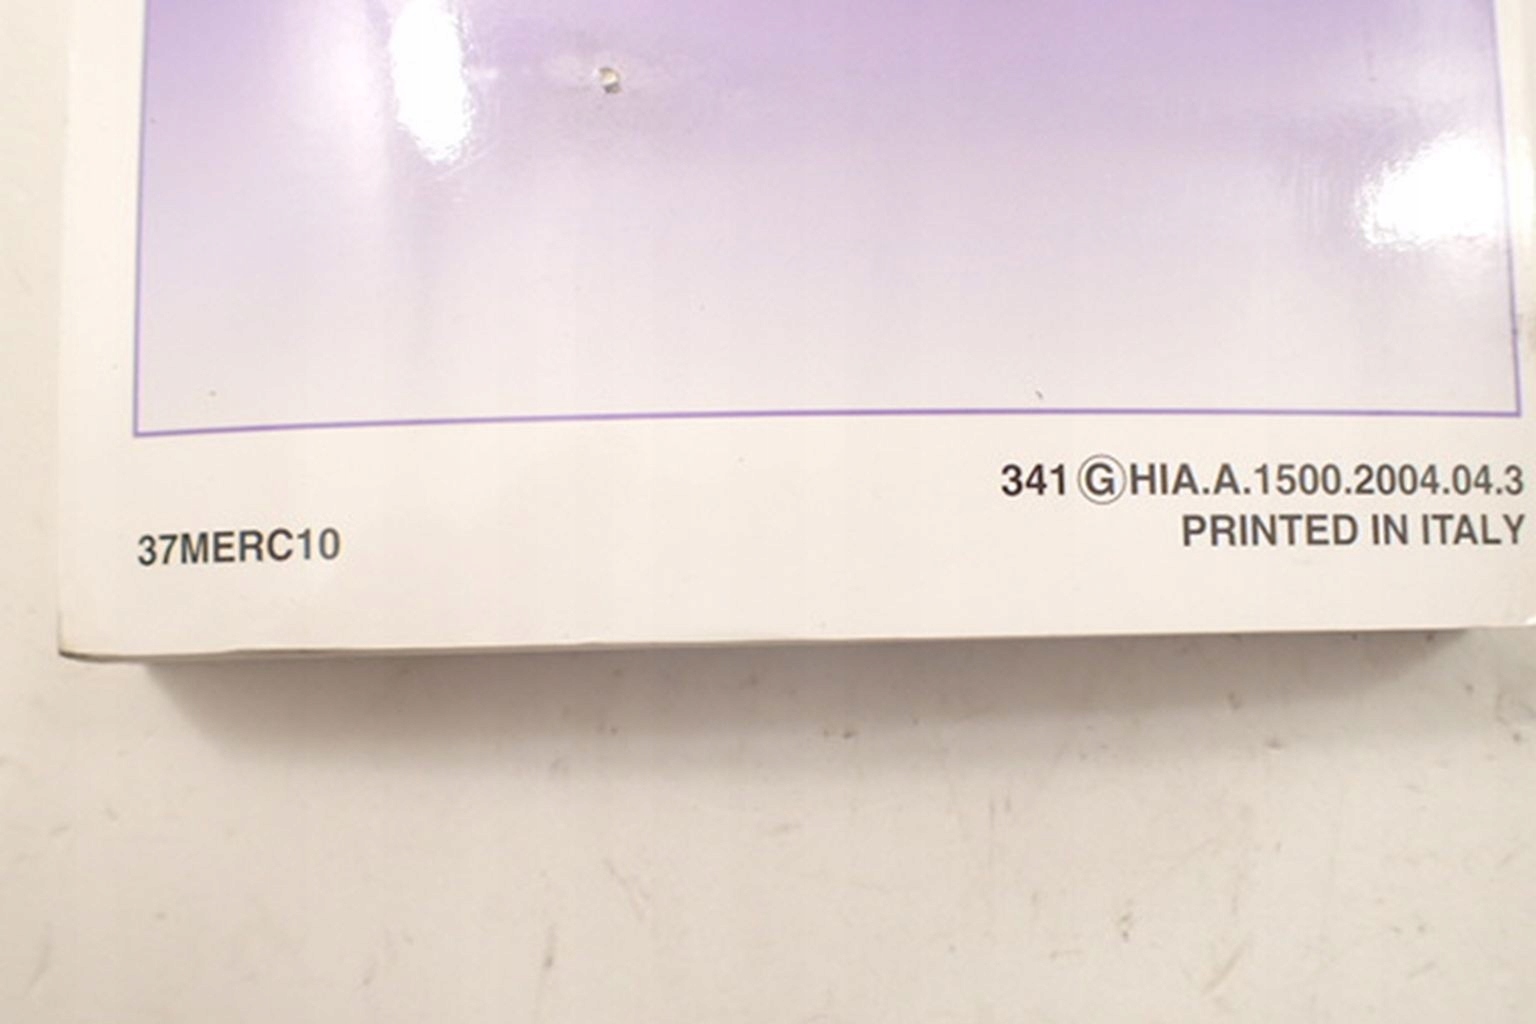 341 ⒼHIA.A.1500.2004.04.3
PRINTED IN ITALY
37MERC10